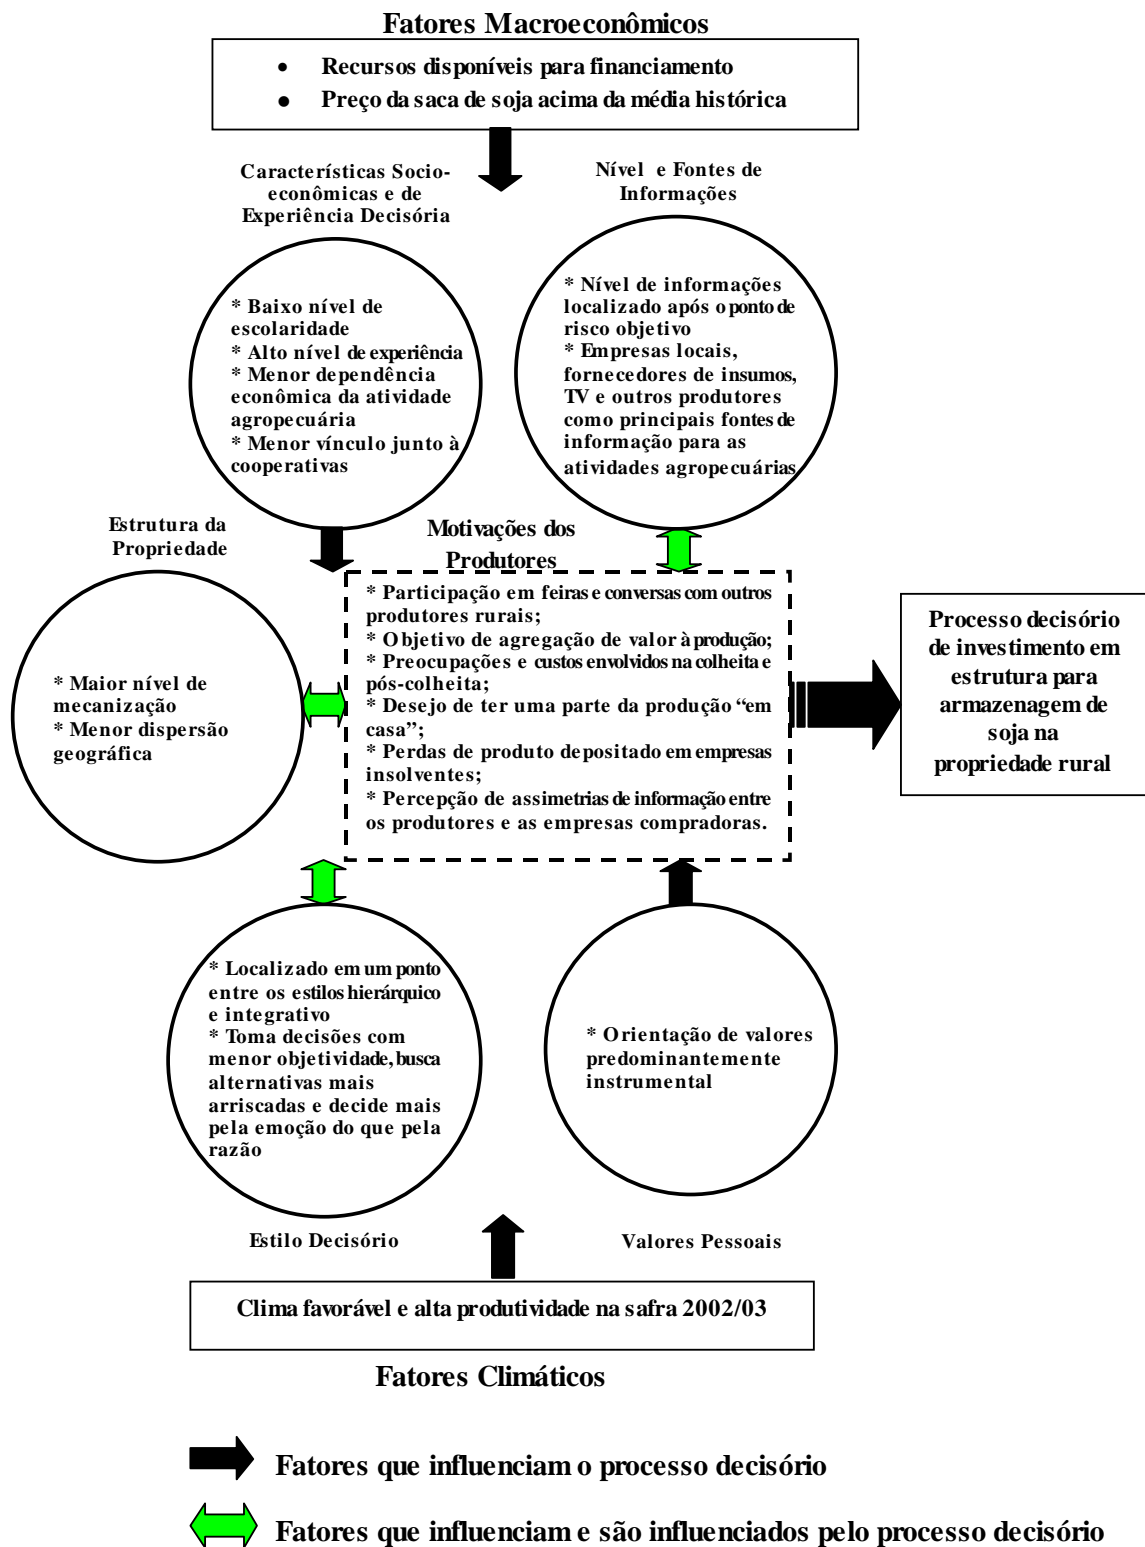 Fatores Macroeconômicos
• Recursos disponíveis para financiamento
• Preço da saca de soja acima da média histórica
Características Socio-
econômicas e de
Experiência Decisória
Nível e Fontes de
Informações
* Baixo nível de
escolaridade
* Alto nível de experiência
* Menor dependência
econômica da atividade
agropecuária
* Menor vínculo junto à
cooperativas
* Nível de informações
localizado após o ponto de
risco objetivo
* Empresas locais,
fornecedores de insumos,
TV e outros produtores
como principais fontes de
informação para as
atividades agropecuárias
Estrutura da
Propriedade
* Maior nível de
mecanização
* Menor dispersão
geográfica
Motivações dos
Produtores
* Participação em feiras e conversas com outros
produtores rurais;
* Objetivo de agregação de valor à produção;
* Preocupações e custos envolvidos na colheita e
pós-colheita;
* Desejo de ter uma parte da produção “em
casa”;
* Perdas de produto depositado em empresas
insolventes;
* Percepção de assimetrias de informação entre
os produtores e as empresas compradoras.
Processo decisório
de investimento em
estrutura para
armazenagem de
soja na
propriedade rural
* Localizado em um ponto
entre os estilos hierárquico
e integrativo
* Toma decisões com
menor objetividade, busca
alternativas mais
arriscadas e decide mais
pela emoção do que pela
razão
Estilo Decisório
* Orientação de valores
predominantemente
instrumental
Valores Pessoais
Clima favorável e alta produtividade na safra 2002/03
Fatores Climáticos
Fatores que influenciam o processo decisório
Fatores que influenciam e são influenciados pelo processo decisório